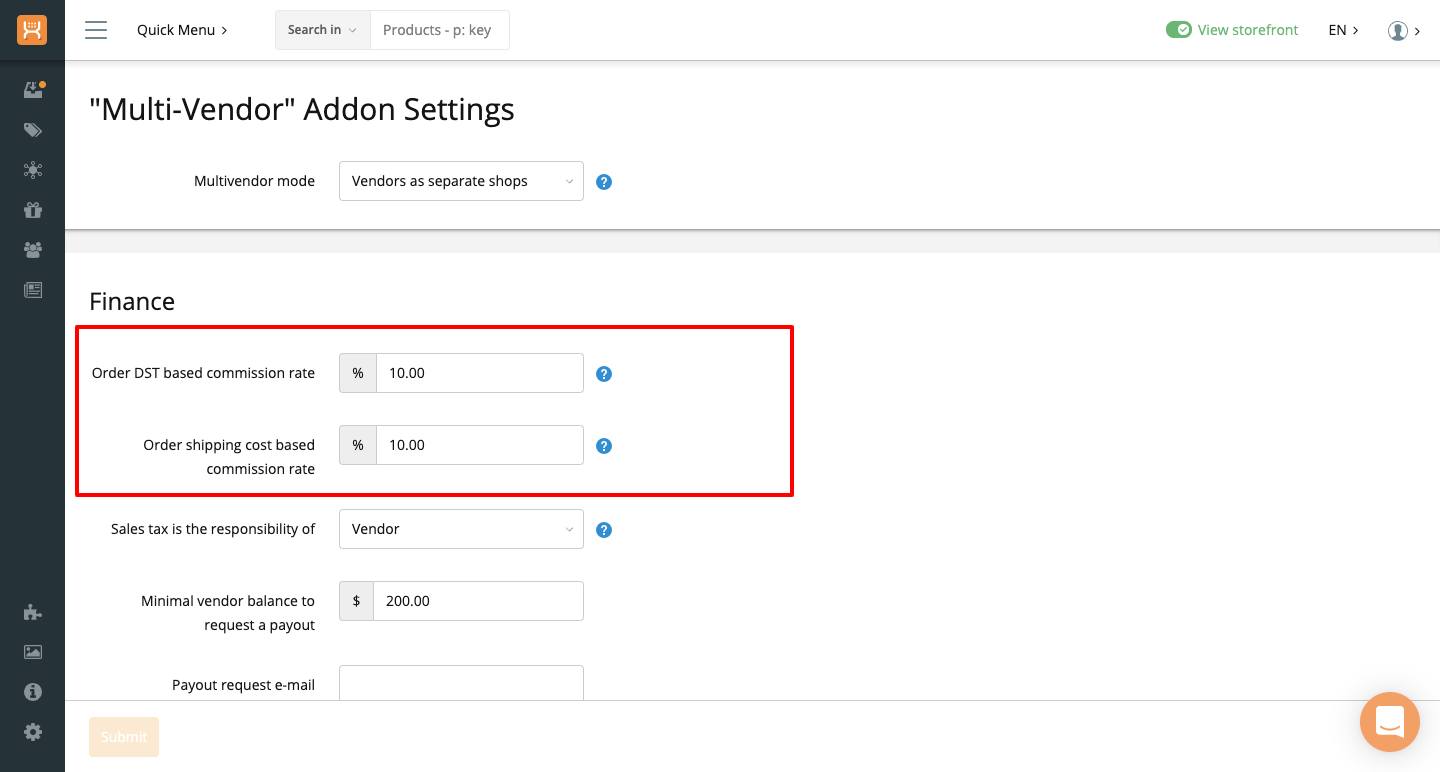 Quick Menu
Search in
Products - p: key
View storefront
EN
"Multi-Vendor" Addon Settings
Multivendor mode
Vendors as separate shops
?
Finance
Order DST based commission rate
%
10.00
?
Order shipping cost based
commission rate
%
10.00
?
Sales tax is the responsibility of
Vendor
?
Minimal vendor balance to
request a payout
$
200.00
Payout request e-mail
Submit